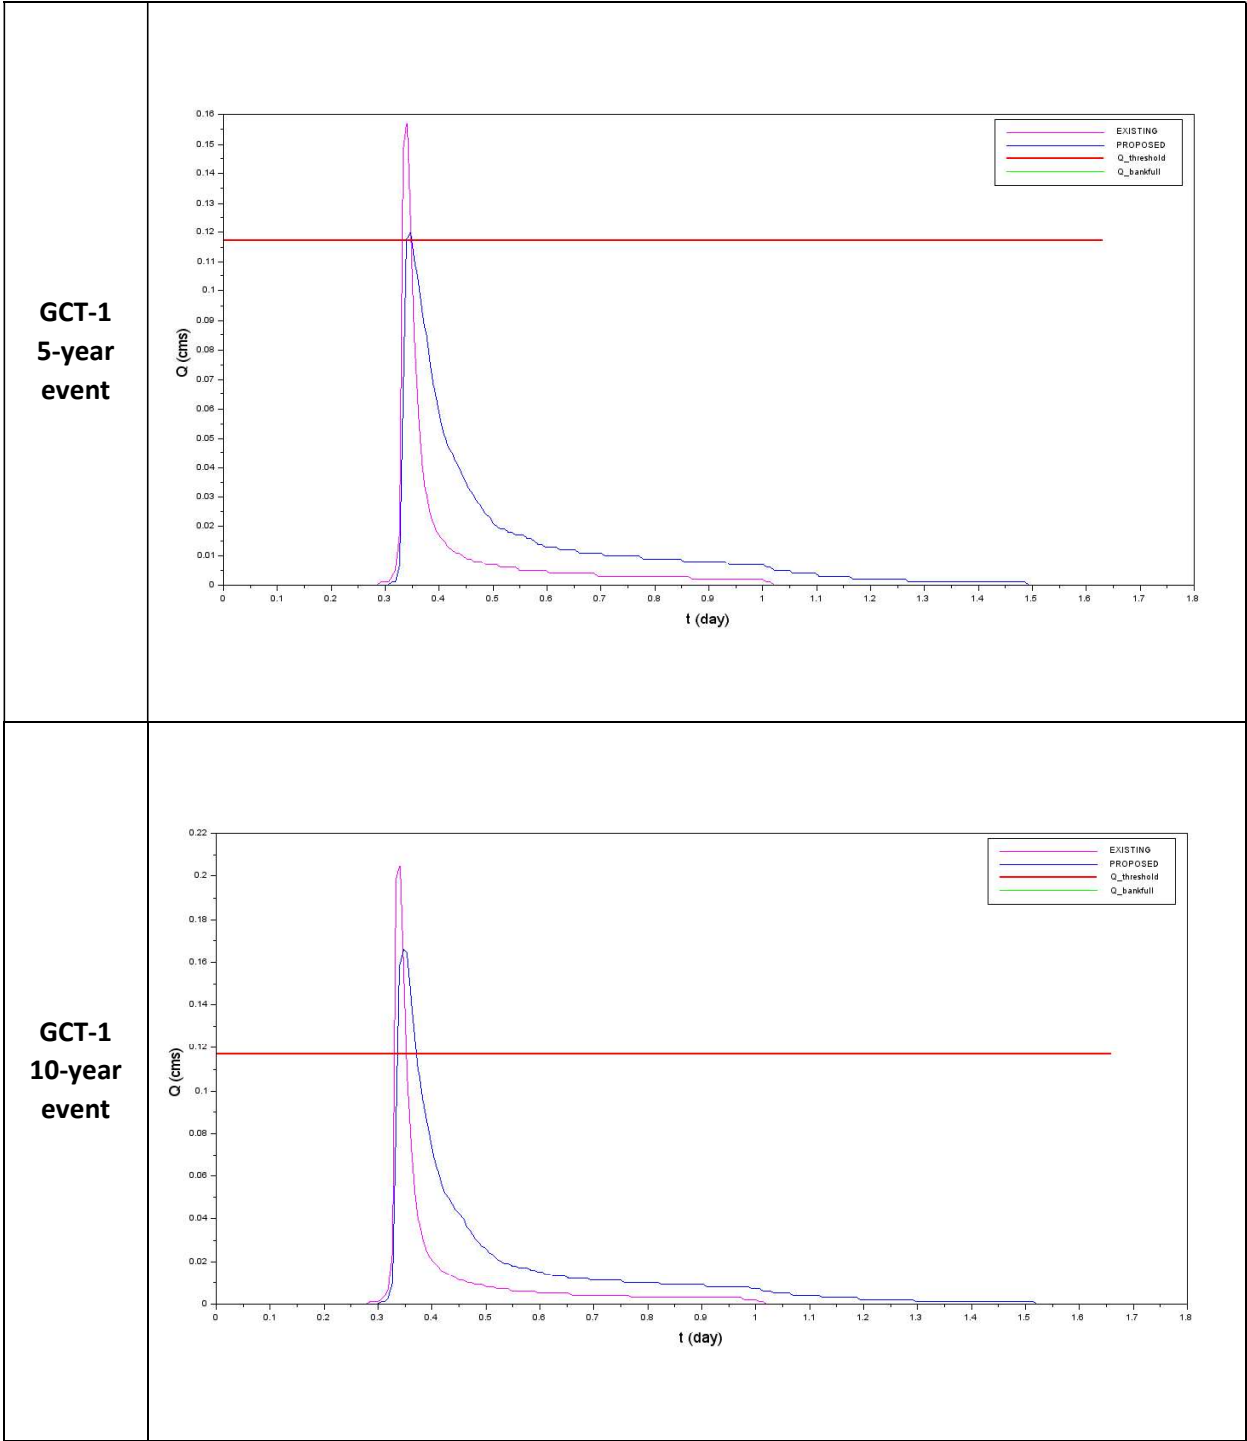 GCT-1
5-year
event
0.16
0.15
0.14
0.13
0.12
0.11
0.1
0.09
0.08
0.07
0.06
0.05
0.04
0.03
0.02
0.01
0
Q (cms)
EXISTING
PROPOSED
Q_threshold
Q_bankfull
0 0.1 0.2 0.3 0.4 0.5 0.6 0.7 0.8 0.9 1 1.1 1.2 1.3 1.4 1.5 1.6 1.7 1.8
t (day)
GCT-1
10-year
event
0.22
0.2
0.18
0.16
0.14
0.12
0.1
0.08
0.06
0.04
0.02
0
Q (cms)
EXISTING
PROPOSED
Q_threshold
Q_bankfull
0 0.1 0.2 0.3 0.4 0.5 0.6 0.7 0.8 0.9 1 1.1 1.2 1.3 1.4 1.5 1.6 1.7 1.8
t (day)